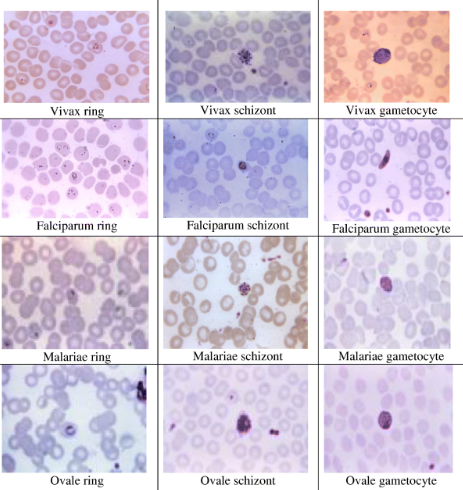 Vivax ring
Vivax schizont
Vivax gametocyte
Falciparum ring
Falciparum schizont
Falciparum gametocyte
Malariae ring
Malariae schizont
Malariae gametocyte
Ovale ring
Ovale schizont
Ovale gametocyte